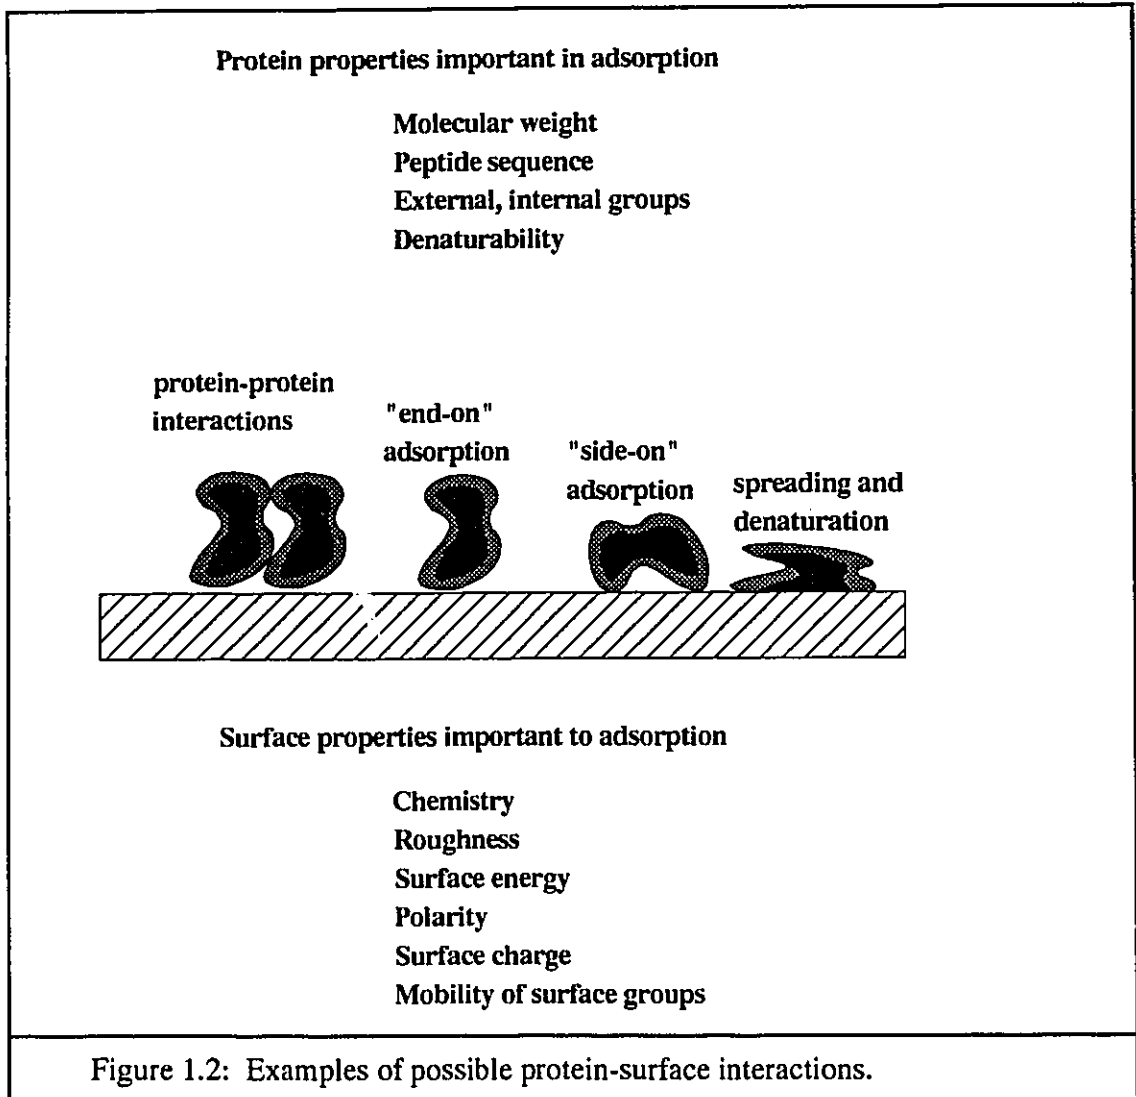 Protein properties important in adsorption
Molecular weight
Peptide sequence
External, internal groups
Denaturability
protein-protein
interactions
"end-on"
adsorption
"side-on"
adsorption
spreading and
denaturation
Surface properties important to adsorption
Chemistry
Roughness
Surface energy
Polarity
Surface charge
Mobility of surface groups
Figure 1.2: Examples of possible protein-surface interactions.